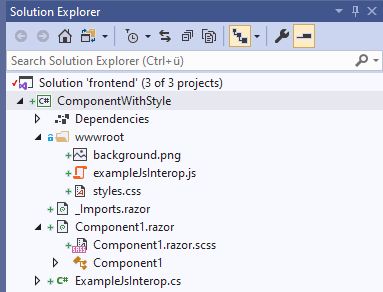 Solution Explorer
Search Solution Explorer (Ctrl+ü)
Solution 'frontend' (3 of 3 projects)
C# ComponentWithStyle
Dependencies
wwwroot
background.png
exampleJsInterop.js
styles.css
_Imports.razor
Component1.razor
Component1.razor.scss
Component1
C# ExampleJsInterop.cs